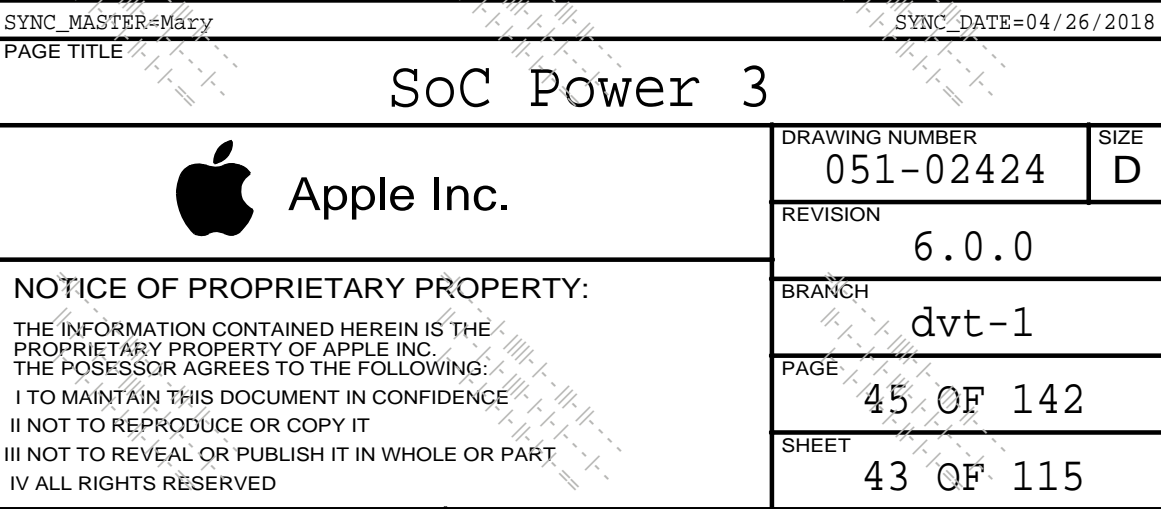 SYNC_MASTER=Mary SYNC_DATE=04/26/2018
PAGE TITLE
SoC Power 3
Apple Inc.
DRAWING NUMBER
051-02424
SIZE
D
REVISION
6.0.0
NOTICE OF PROPRIETARY PROPERTY:
THE INFORMATION CONTAINED HEREIN IS THE
PROPRIETARY PROPERTY OF APPLE INC.
THE POSESSOR AGREES TO THE FOLLOWING:
I TO MAINTAIN THIS DOCUMENT IN CONFIDENCE
II NOT TO REPRODUCE OR COPY IT
III NOT TO REVEAL OR PUBLISH IT IN WHOLE OR PART
IV ALL RIGHTS RESERVED
BRANCH
dvt-1
PAGE
45 OF 142
SHEET
43 OF 115